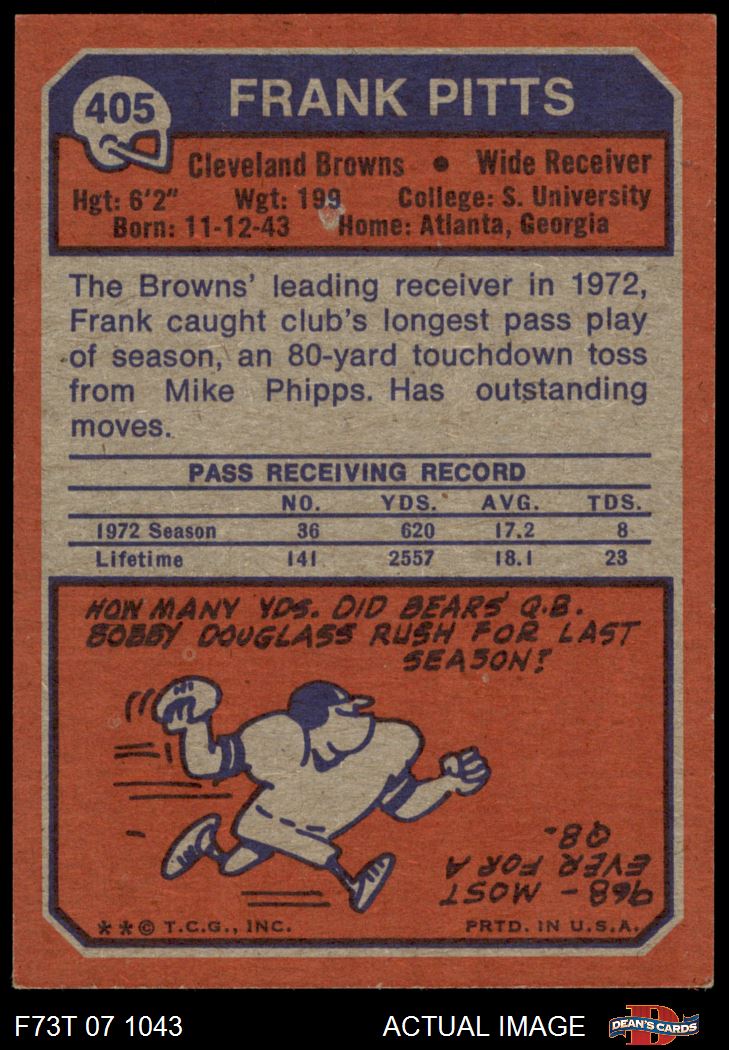 405
FRANK PITTS
Cleveland Browns • Wide Receiver
Hgt: 6'2" Wgt: 199 College: S. University
Born: 11-12-43 Home: Atlanta, Georgia
The Browns' leading receiver in 1972,
Frank caught club's longest pass play
of season, an 80-yard touchdown toss
from Mike Phipps. Has outstanding
moves.
PASS RECEIVING RECORD
NO. YDS. AVG. TDS.
1972 Season 36 620 17.2 8
Lifetime 141 2557 18.1 23
HOW MANY YDS. DID BEARS' Q.B.
BOBBY DOUGLASS RUSH FOR LAST
SEASON?
968 - MOST
EVER FOR A
QB.
**© T.C.G., INC. PRTD. IN U.S.A.
F73T 07 1043 ACTUAL IMAGE DEAN'S CARDS